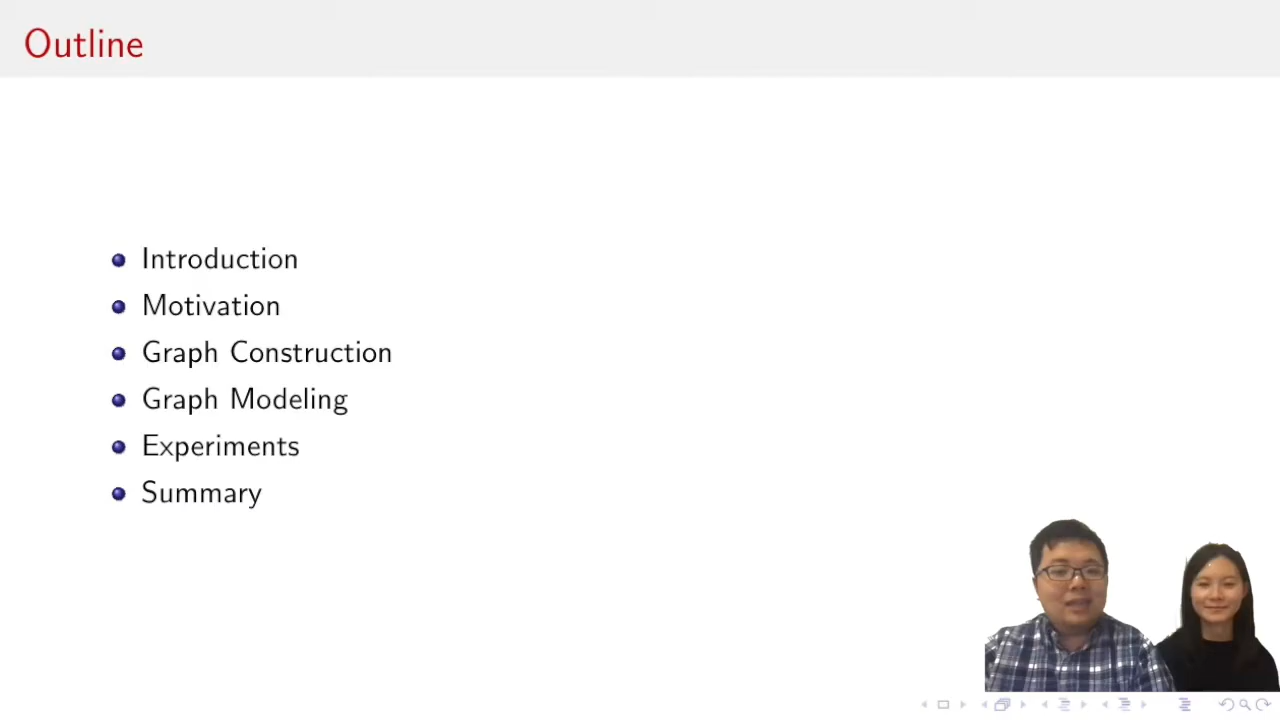 Outline
Introduction
Motivation
Graph Construction
Graph Modeling
Experiments
Summary